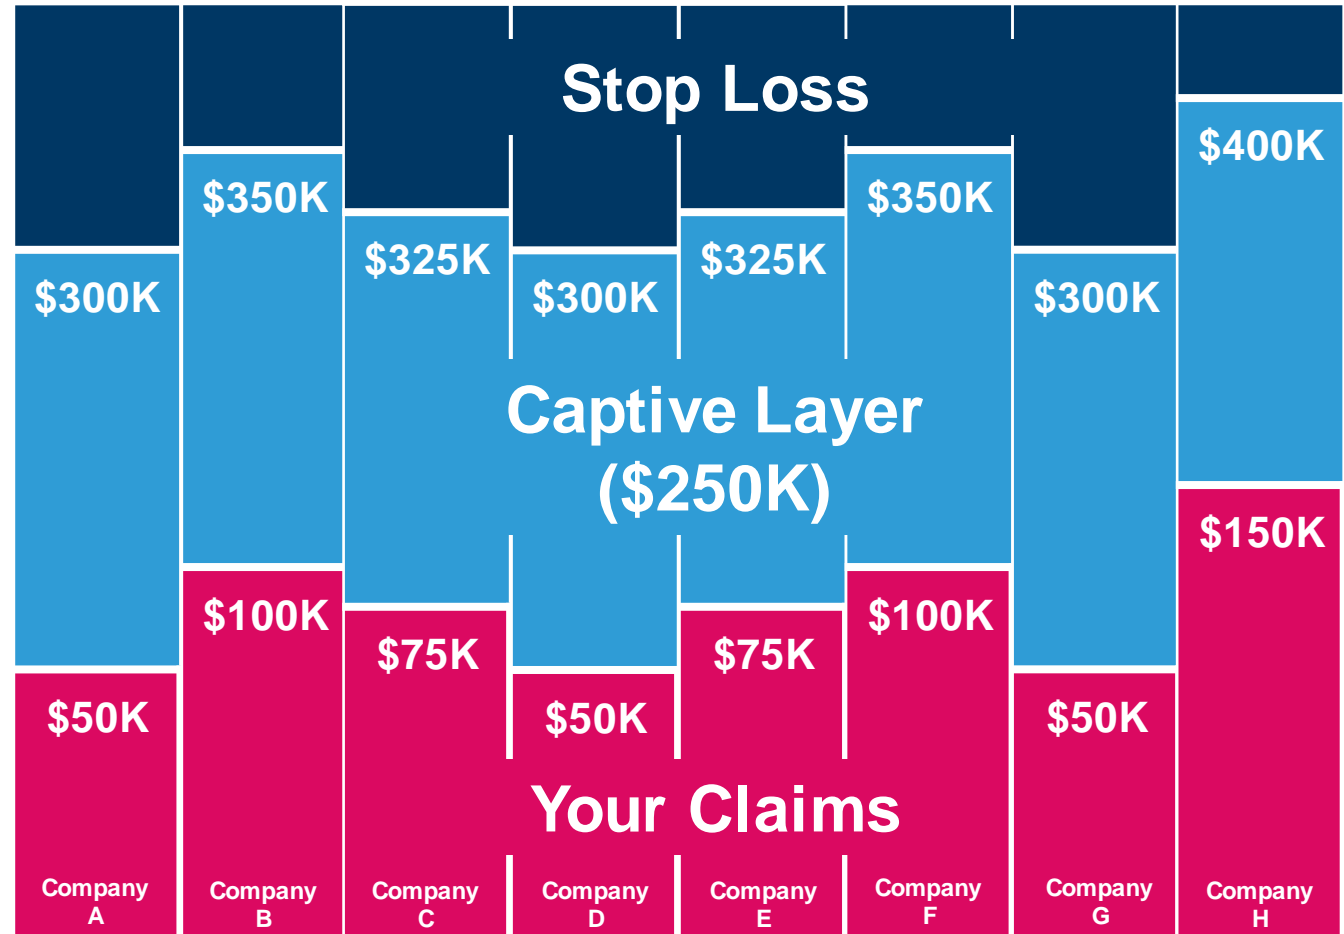 Stop Loss
$400K
$350K
$350K
$325K
$325K
$300K
$300K
$300K
Captive Layer
($250K)
$150K
$100K
$100K
$75K
$75K
$50K
$50K
$50K
Your Claims
Company
A
Company
B
Company
C
Company
D
Company
E
Company
F
Company
G
Company
H